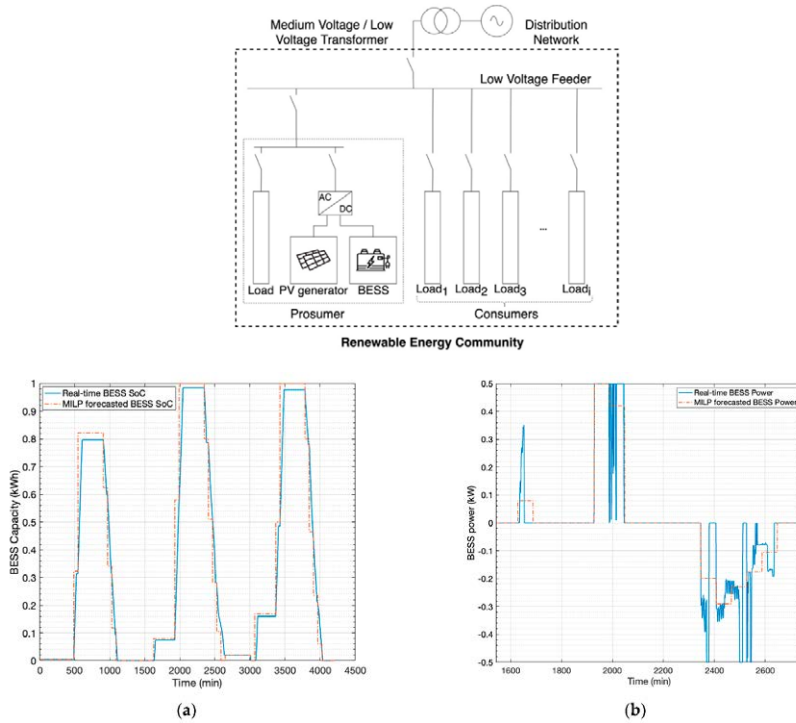 Medium Voltage / Low
Voltage Transformer
Distribution
Network
Low Voltage Feeder
AC
DC
Load
PV generator
BESS
Load1
Load2
Load3
...
Loadi
Prosumer
Consumers
Renewable Energy Community
Real-time BESS SoC
MILP forecasted BESS SoC
BESS Capacity (kWh)
1
0.9
0.8
0.7
0.6
0.5
0.4
0.3
0.2
0.1
0
0 500 1000 1500 2000 2500 3000 3500 4000 4500
Time (min)
(a)
Real-time BESS Power
MILP forecasted BESS Power
BESS power (kW)
0.5
0.4
0.3
0.2
0.1
0
-0.1
-0.2
-0.3
-0.4
-0.5
1600 1800 2000 2200 2400 2600
Time (min)
(b)